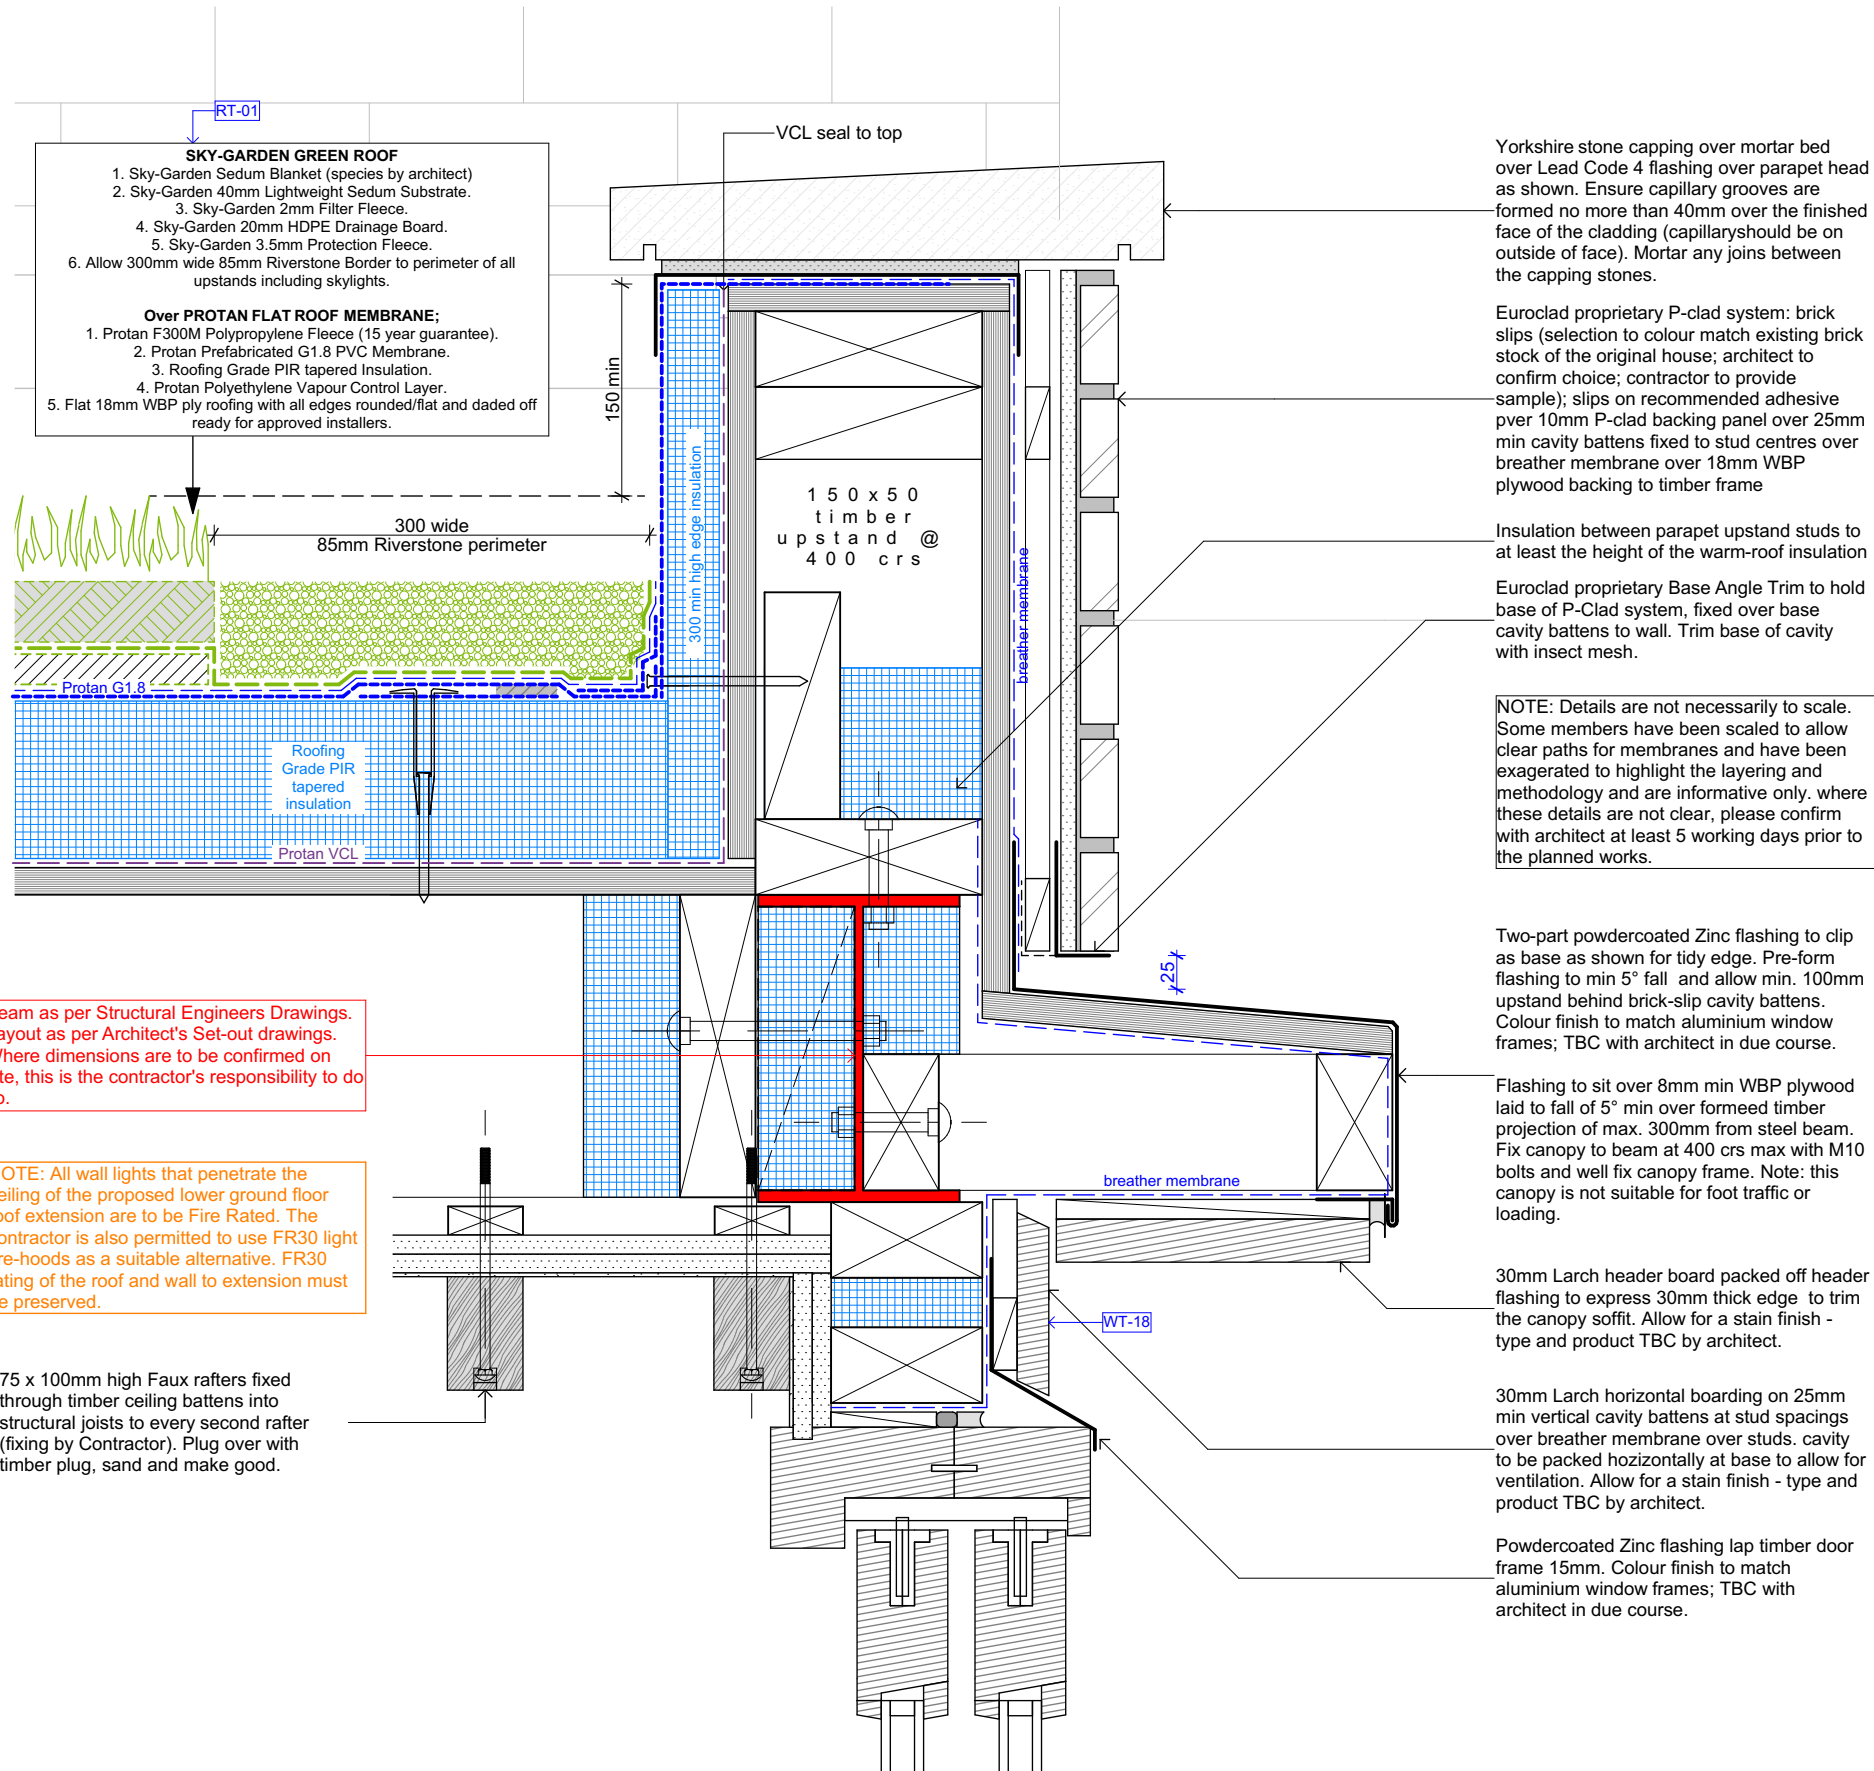 RT-01
SKY-GARDEN GREEN ROOF
1. Sky-Garden Sedum Blanket (species by architect)
2. Sky-Garden 40mm Lightweight Sedum Substrate.
3. Sky-Garden 2mm Filter Fleece.
4. Sky-Garden 20mm HDPE Drainage Board.
5. Sky-Garden 3.5mm Protection Fleece.
6. Allow 300mm wide 85mm Riverstone Border to perimeter of all
upstands including skylights.
Over PROTAN FLAT ROOF MEMBRANE;
1. Protan F300M Polypropylene Fleece (15 year guarantee).
2. Protan Prefabricated G1.8 PVC Membrane.
3. Roofing Grade PIR tapered Insulation.
4. Protan Polyethylene Vapour Control Layer.
5. Flat 18mm WBP ply roofing with all edges rounded/flat and daded off
ready for approved installers.
VCL seal to top
150 min
300 wide
85mm Riverstone perimeter
300 min high edge insulation
150x50
timber
upstand @
400 crs
breather membrane
Protan G1.8
Roofing
Grade PIR
tapered
insulation
Protan VCL
25
breather membrane
WT-18
eam as per Structural Engineers Drawings.
ayout as per Architect's Set-out drawings.
here dimensions are to be confirmed on
te, this is the contractor's responsibility to do
o.
OTE: All wall lights that penetrate the
eiling of the proposed lower ground floor
oof extension are to be Fire Rated. The
ontractor is also permitted to use FR30 light
re-hoods as a suitable alternative. FR30
ating of the roof and wall to extension must
e preserved.
75 x 100mm high Faux rafters fixed
through timber ceiling battens into
structural joists to every second rafter
(fixing by Contractor). Plug over with
timber plug, sand and make good.
Yorkshire stone capping over mortar bed
over Lead Code 4 flashing over parapet head
as shown. Ensure capillary grooves are
formed no more than 40mm over the finished
face of the cladding (capillaryshould be on
outside of face). Mortar any joins between
the capping stones.
Euroclad proprietary P-clad system: brick
slips (selection to colour match existing brick
stock of the original house; architect to
confirm choice; contractor to provide
sample); slips on recommended adhesive
pver 10mm P-clad backing panel over 25mm
min cavity battens fixed to stud centres over
breather membrane over 18mm WBP
plywood backing to timber frame
Insulation between parapet upstand studs to
at least the height of the warm-roof insulation
Euroclad proprietary Base Angle Trim to hold
base of P-Clad system, fixed over base
cavity battens to wall. Trim base of cavity
with insect mesh.
NOTE: Details are not necessarily to scale.
Some members have been scaled to allow
clear paths for membranes and have been
exagerated to highlight the layering and
methodology and are informative only. where
these details are not clear, please confirm
with architect at least 5 working days prior to
the planned works.
Two-part powdercoated Zinc flashing to clip
as base as shown for tidy edge. Pre-form
flashing to min 5° fall and allow min. 100mm
upstand behind brick-slip cavity battens.
Colour finish to match aluminium window
frames; TBC with architect in due course.
Flashing to sit over 8mm min WBP plywood
laid to fall of 5° min over formeed timber
projection of max. 300mm from steel beam.
Fix canopy to beam at 400 crs max with M10
bolts and well fix canopy frame. Note: this
canopy is not suitable for foot traffic or
loading.
30mm Larch header board packed off header
flashing to express 30mm thick edge to trim
the canopy soffit. Allow for a stain finish -
type and product TBC by architect.
30mm Larch horizontal boarding on 25mm
min vertical cavity battens at stud spacings
over breather membrane over studs. cavity
to be packed hozizontally at base to allow for
ventilation. Allow for a stain finish - type and
product TBC by architect.
Powdercoated Zinc flashing lap timber door
frame 15mm. Colour finish to match
aluminium window frames; TBC with
architect in due course.